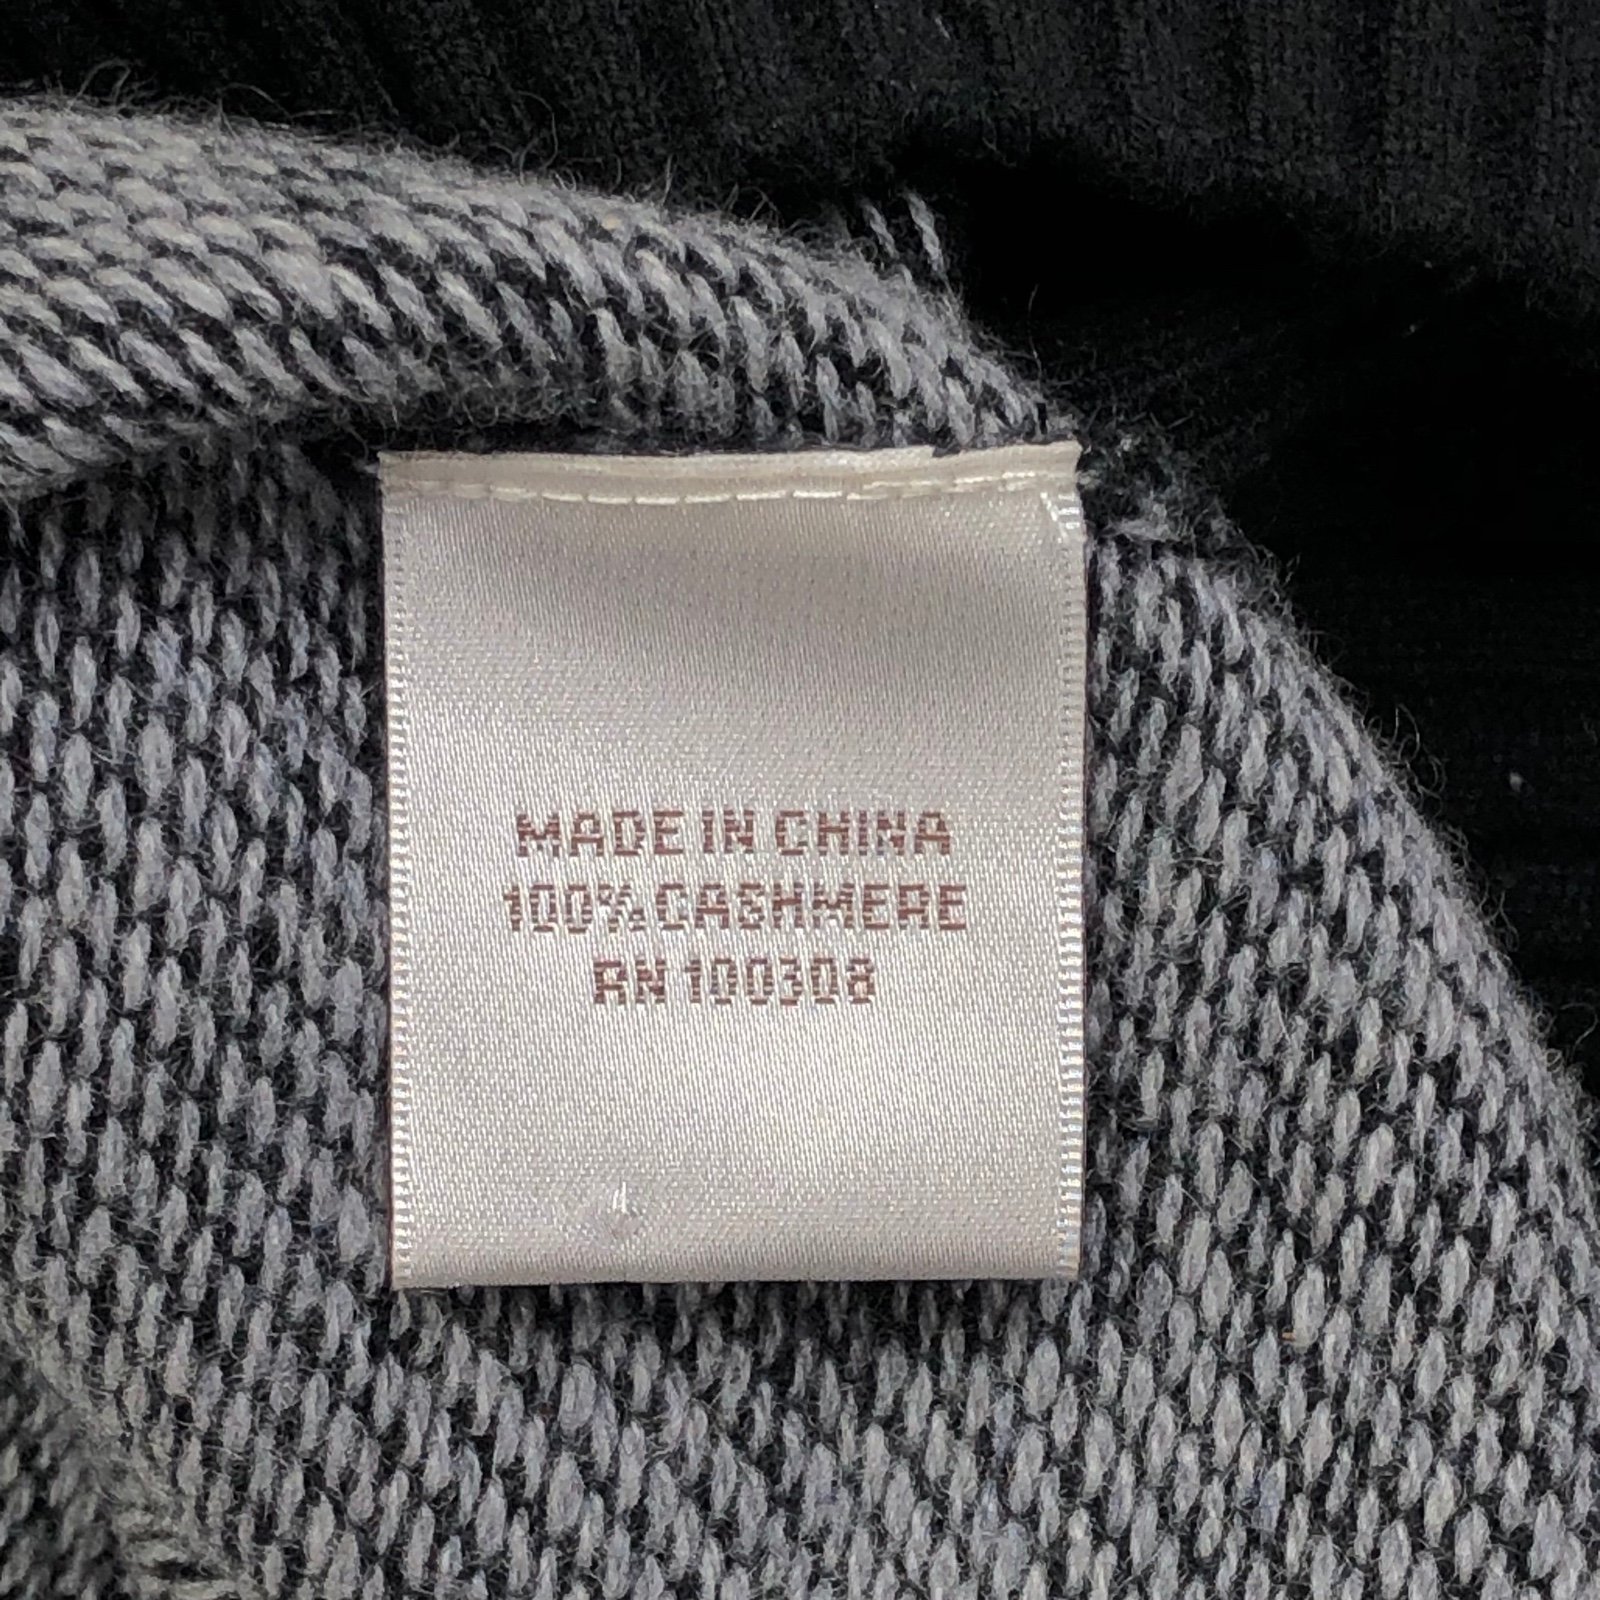 MADE IN CHINA
100% CASHMERE
RN 100308